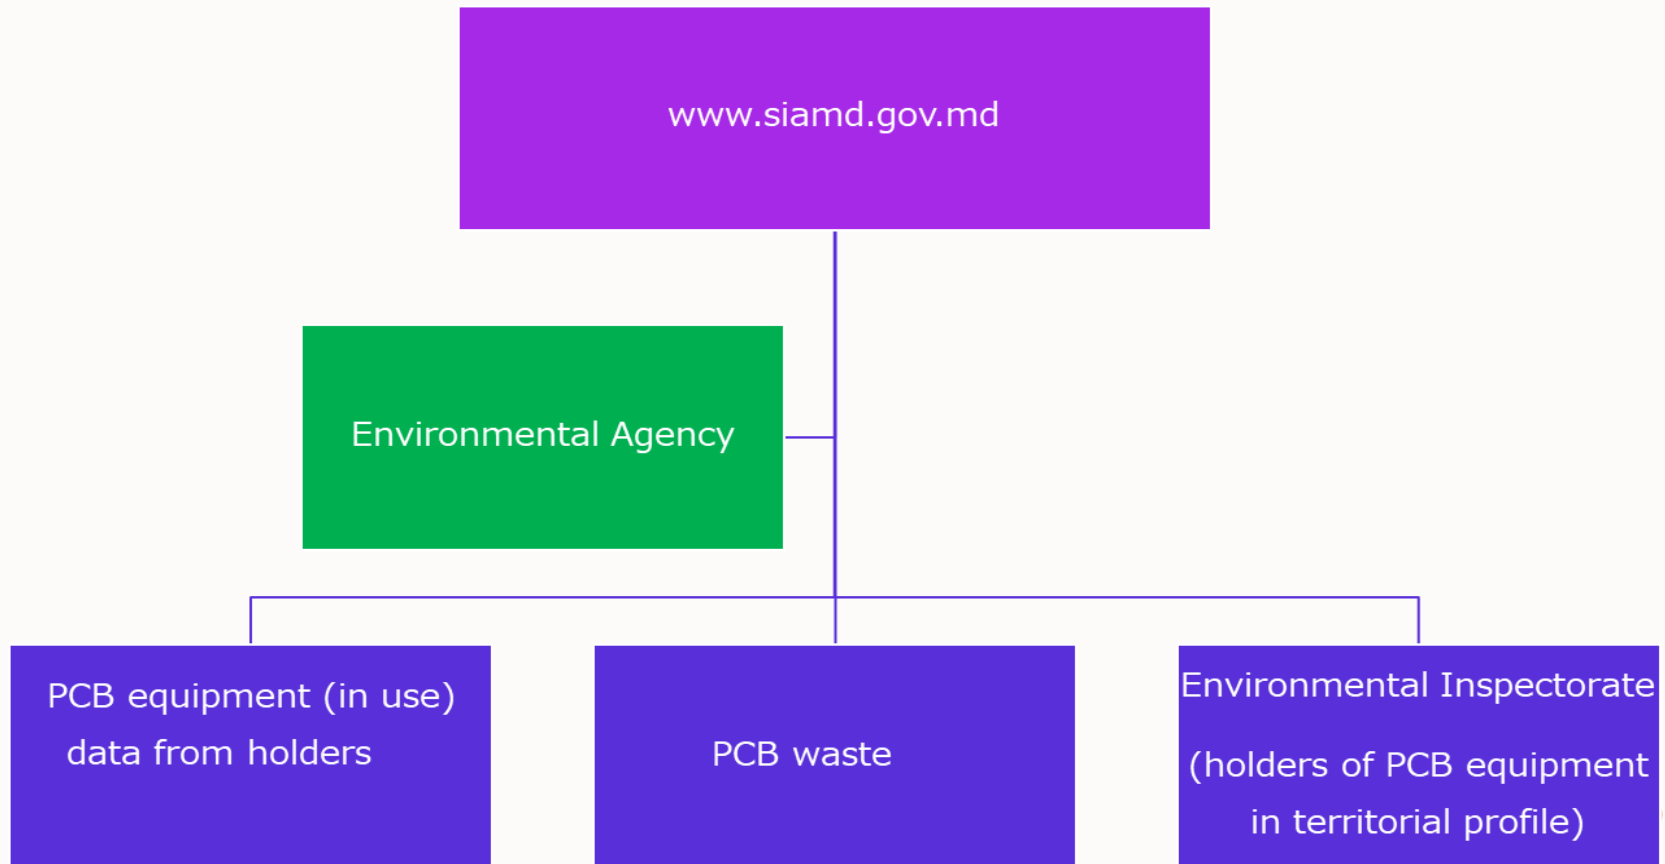 www.siamd.gov.md
Environmental Agency
PCB equipment (in use)
data from holders
PCB waste
Environmental Inspectorate
(holders of PCB equipment
in territorial profile)